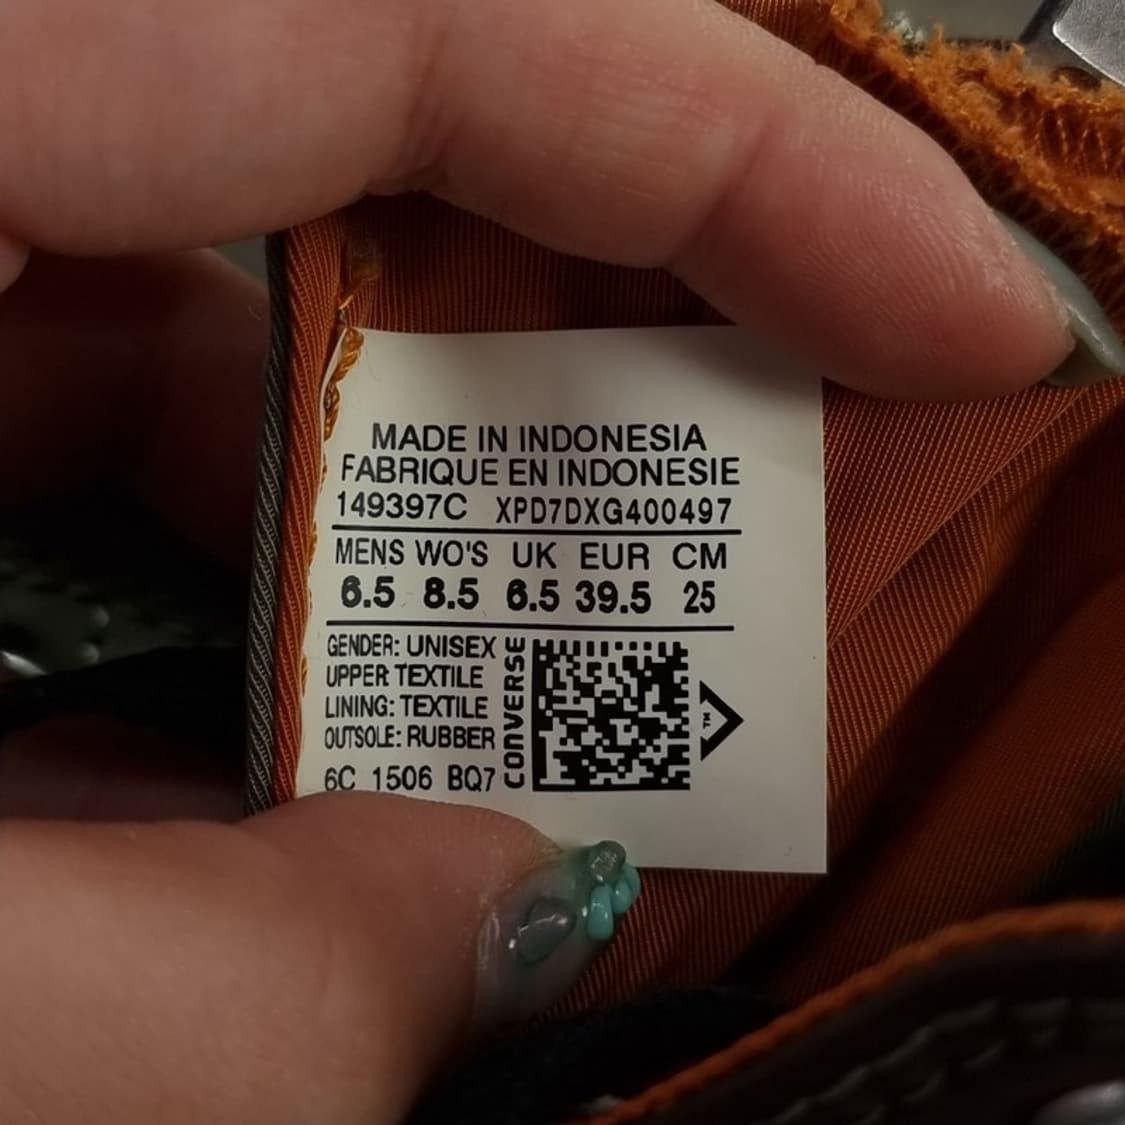 MADE IN INDONESIA
FABRIQUE EN INDONESIE
149397C XPD7DXG400497
MENS WO'S UK EUR CM
6.5 8.5 6.5 39.5 25
GENDER: UNISEX
UPPER: TEXTILE
LINING: TEXTILE
OUTSOLE: RUBBER
6C 1506 BQ7
CONVERSE
TM